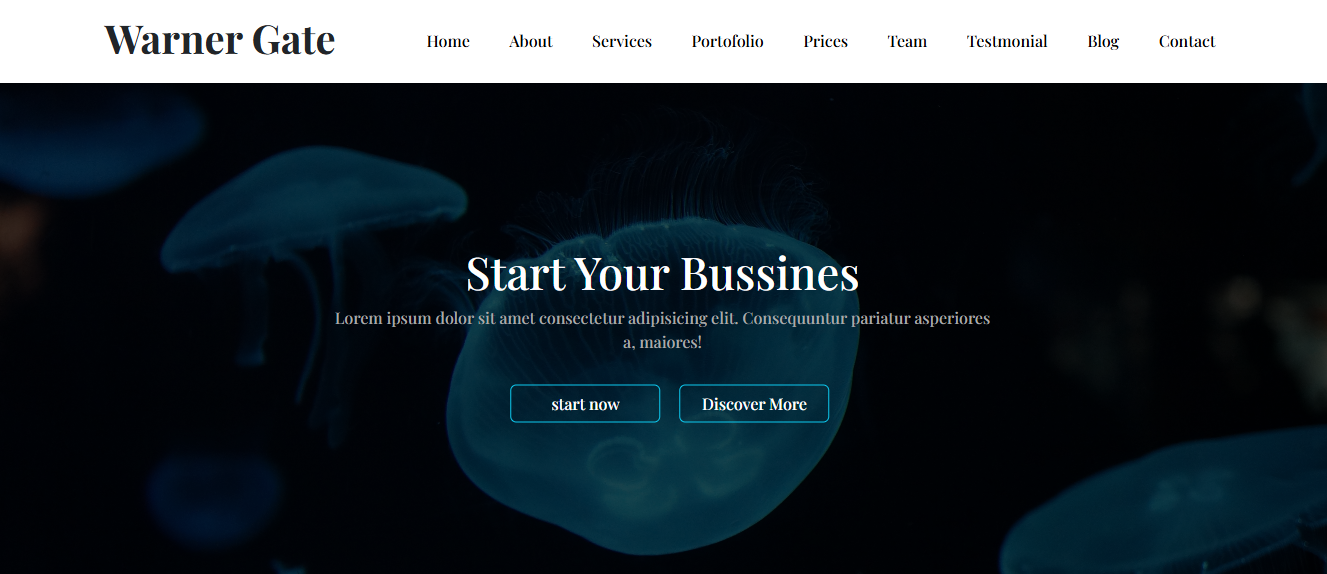 Warner Gate
Home About Services Portofolio Prices Team Testmonial Blog Contact
Start Your Bussines
Lorem ipsum dolor sit amet consectetur adipisicing elit. Consequuntur pariatur asperiores
a, maiores!
start now Discover More